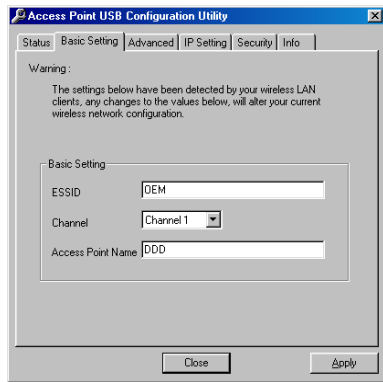 Access Point USB Configuration Utility
Status Basic Setting Advanced IP Setting Security Info
Warning :
The settings below have been detected by your wireless LAN
clients, any changes to the values below, will alter your current
wireless network configuration.
Basic Setting
ESSID OEM
Channel Channel 1
Access Point Name DDD
Close Apply